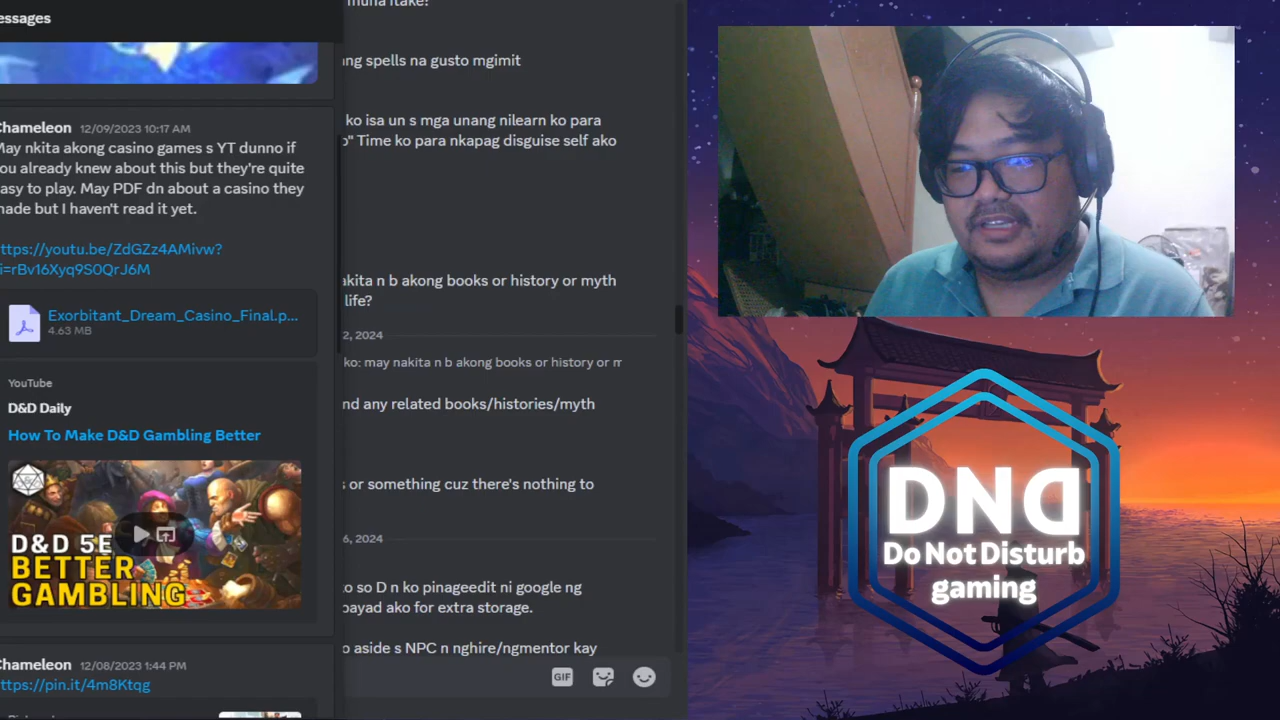 essages
Chameleon 12/09/2023 10:17 AM
May nkita akong casino games s YT dunno if
you already knew about this but they're quite
easy to play. May PDF dn about a casino they
made but I haven't read it yet.
https://youtu.be/ZdGZz4AMivw?
si=rBv16Xyq9S0QrJ6M
Exorbitant_Dream_Casino_Final.p...
4.63 MB
YouTube
D&D Daily
How To Make D&D Gambling Better
D&D 5E
BETTER
GAMBLING
Chameleon 12/08/2023 1:44 PM
https://pin.it/4m8Ktqg
muna itake?
ang spells na gusto mgimit
ko isa un s mga unang nilearn ko para
o" Time ko para nkapag disguise self ako
akita n b akong books or history or myth
life?
2, 2024
ko: may nakita n b akong books or history or m
nd any related books/histories/myth
s or something cuz there's nothing to
6, 2024
to so D n ko pinageedit ni google ng
bayad ako for extra storage.
o aside s NPC n nghire/ngmentor kay
GIF
DND
Do Not Disturb
gaming